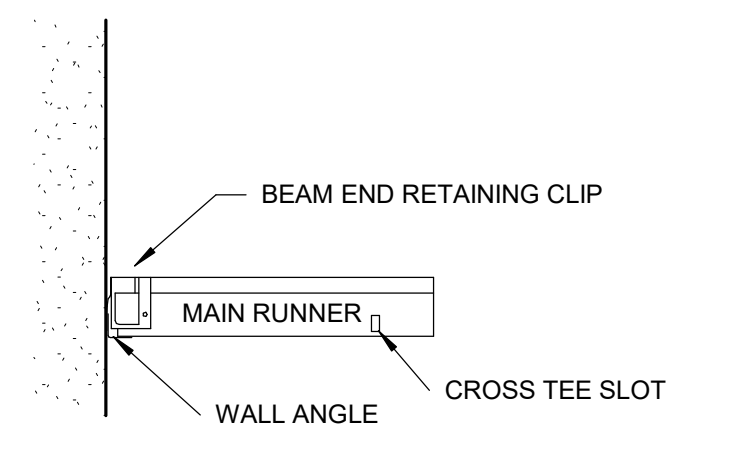 BEAM END RETAINING CLIP
MAIN RUNNER
CROSS TEE SLOT
WALL ANGLE